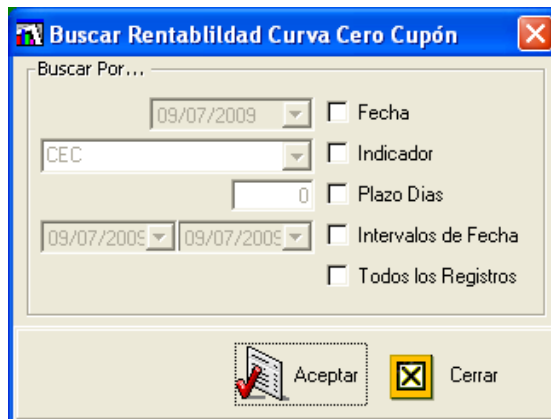 Buscar Rentablildad Curva Cero Cupón
Buscar Por...
09/07/2009 Fecha
CEC Indicador
0 Plazo Dias
09/07/2009 09/07/2009 Intervalos de Fecha
Todos los Registros
Aceptar Cerrar